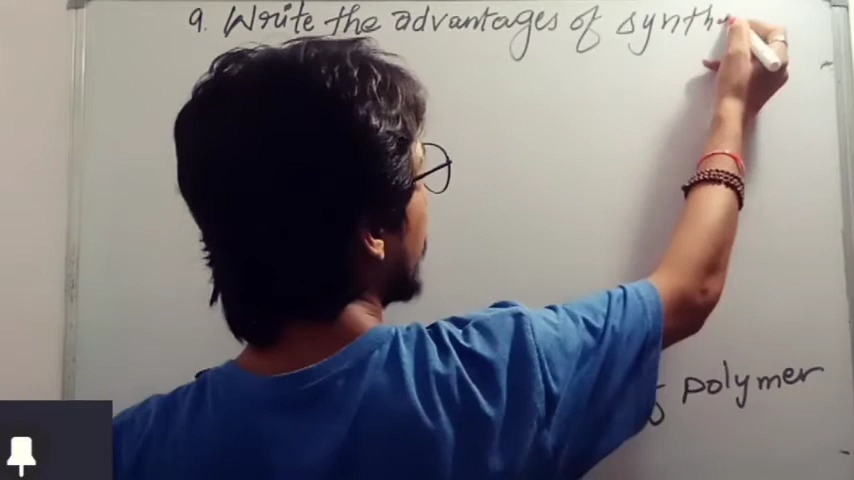 9. Write the advantages of synth
polymer